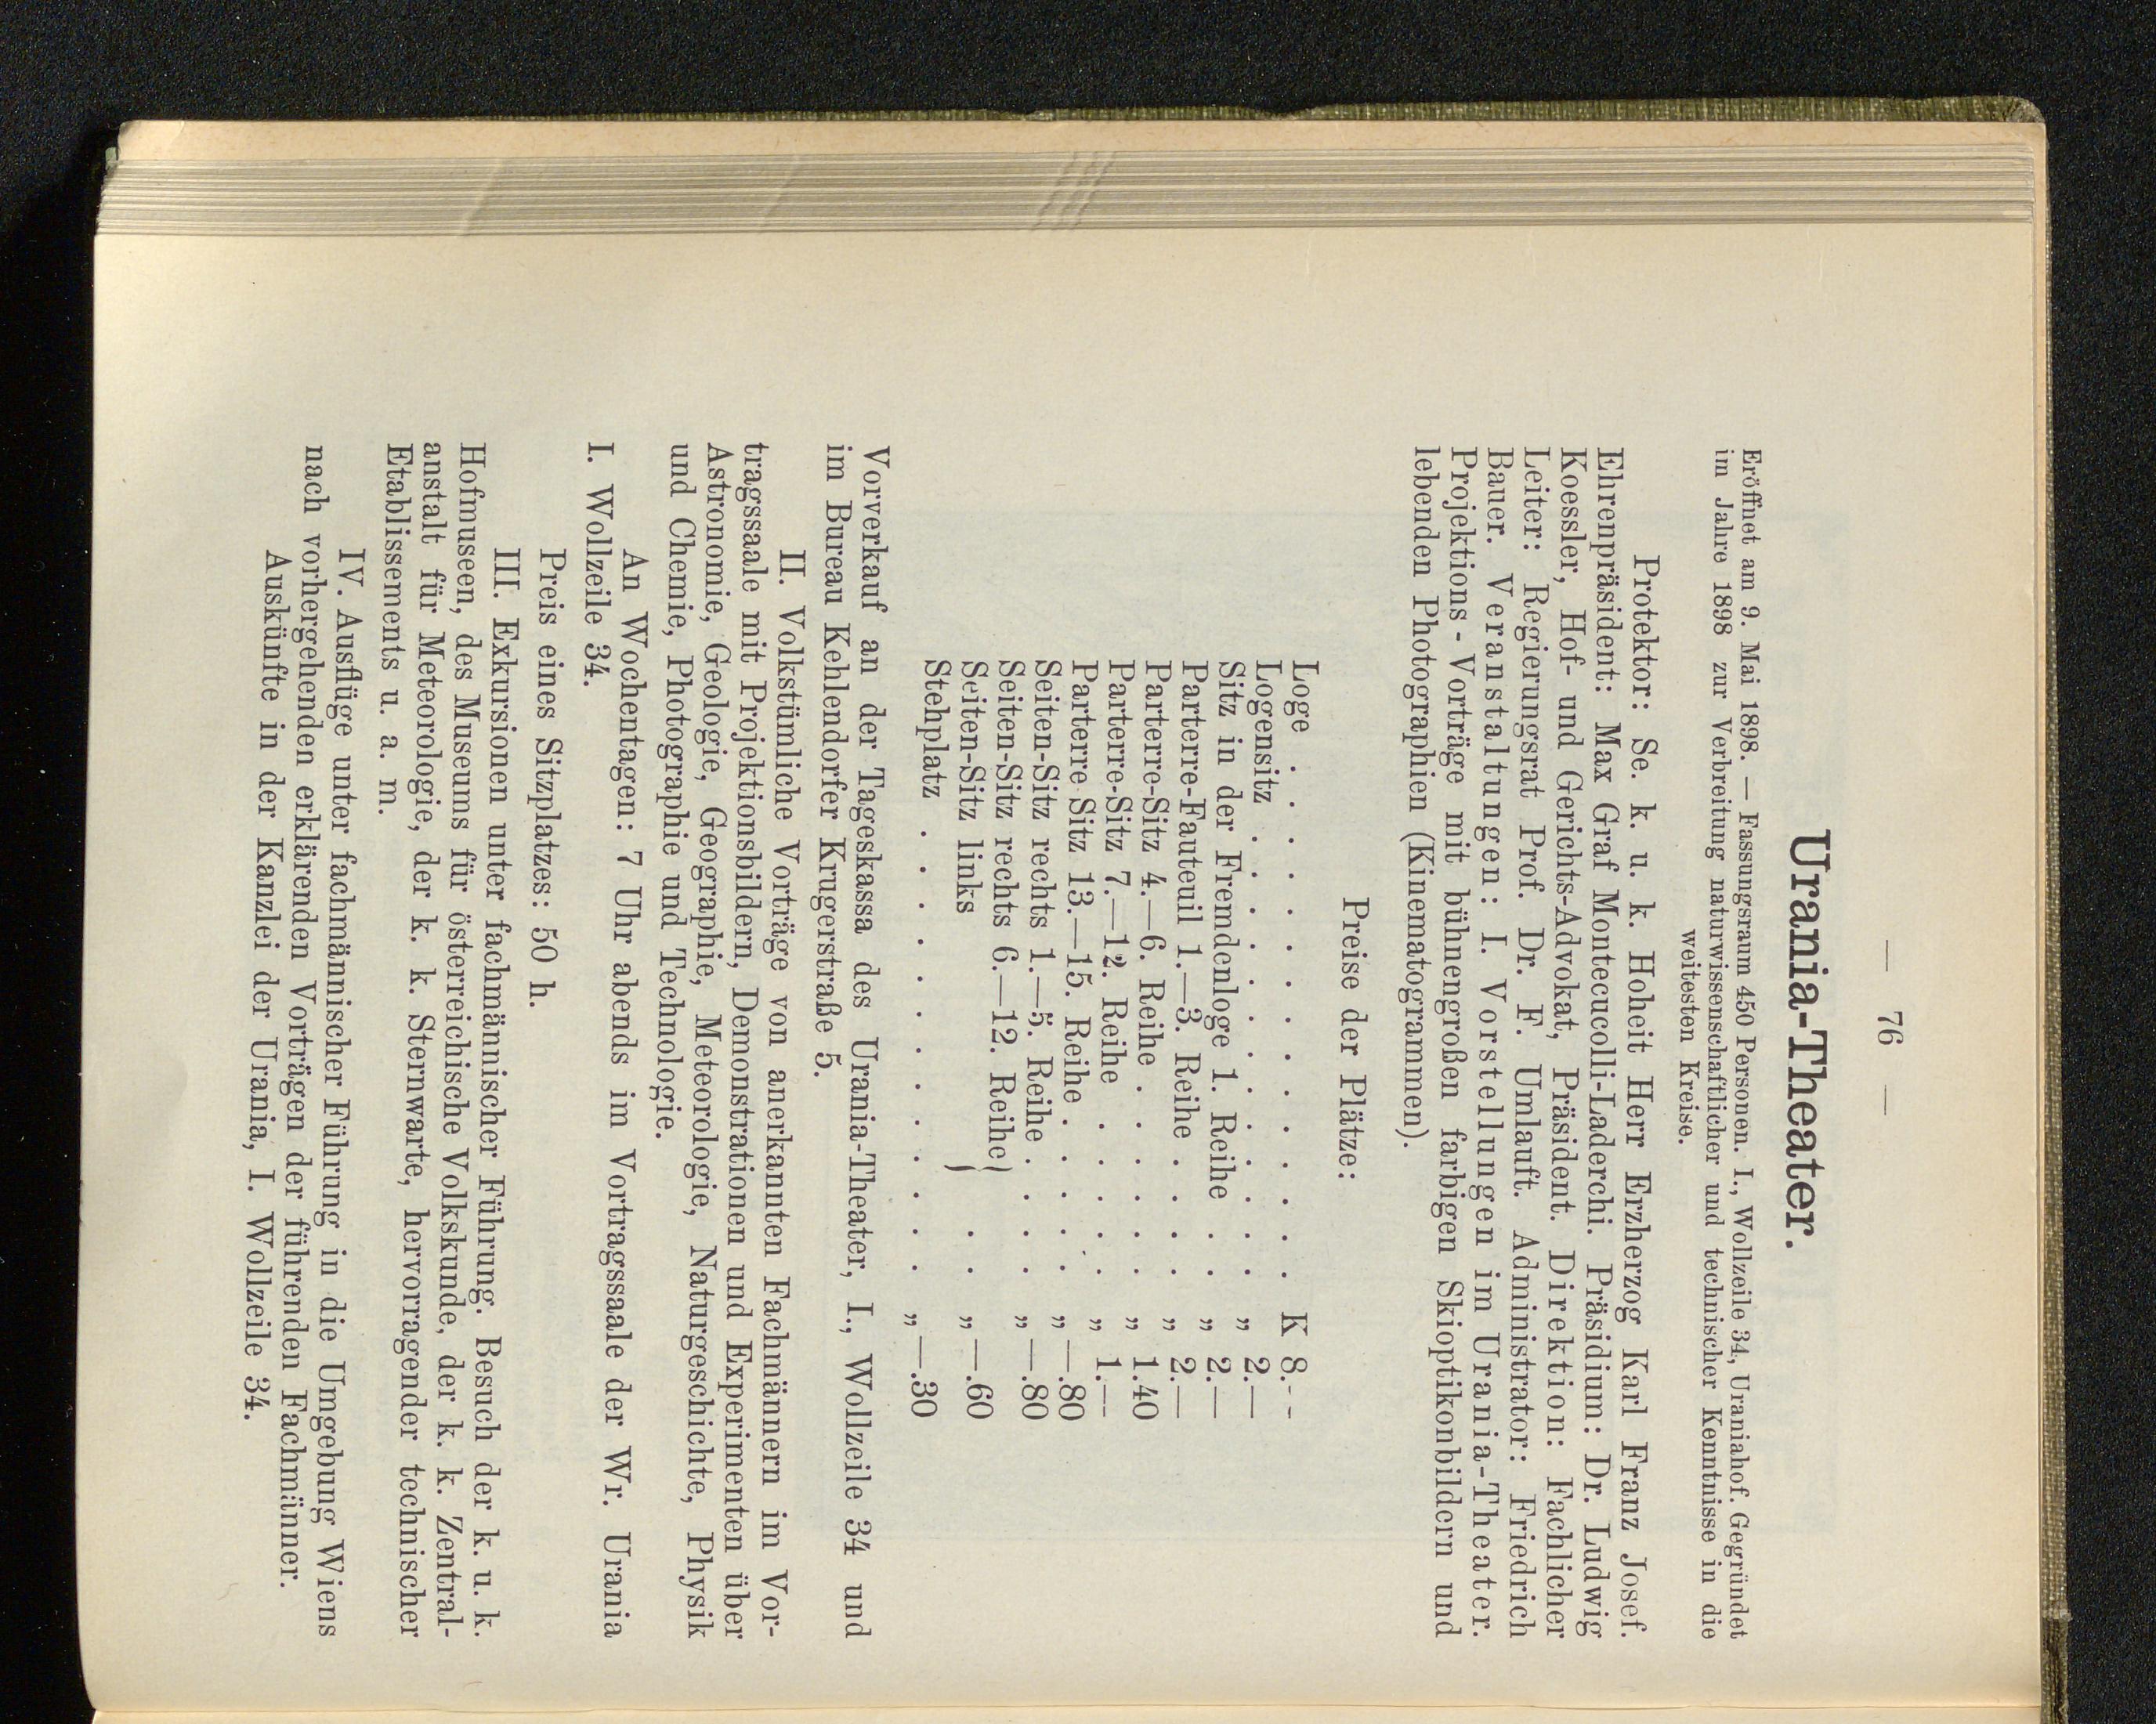 — 76 —
Urania-Theater.
Eröffnet am 9. Mai 1898. — Fassungsraum 450 Personen. I., Wollzeile 34, Uraniahof. Gegründet
im Jahre 1898 zur Verbreitung naturwissenschaftlicher und technischer Kenntnisse in die
weitesten Kreise.
Protektor: Se. k. u. k. Hoheit Herr Erzherzog Karl Franz Josef.
Ehrenpräsident: Max Graf Montecucolli-Laderchi. Präsidium: Dr. Ludwig
Koessler, Hof- und Gerichts-Advokat, Präsident. Direktion: Fachlicher
Leiter: Regierungsrat Prof. Dr. F. Umlauft. Administrator: Friedrich
Bauer. Veranstaltungen: I. Vorstellungen im Urania-Theater.
Projektions-Vorträge mit bühnengroßen farbigen Skioptikonbildern und
lebenden Photographien (Kinematogrammen).
Preise der Plätze:
Loge . . . . . . . . . . . . . . . K 8.--
Logensitz . . . . . . . . . . . . . „ 2.—
Sitz in der Fremdenloge 1. Reihe . . „ 2.—
Parterre-Fauteuil 1.—3. Reihe . . . . „ 2.—
Parterre-Sitz 4.—6. Reihe . . . . . . „ 1.40
Parterre-Sitz 7.—12. Reihe . . . . . „ 1.—
Parterre-Sitz 13.—15. Reihe . . . . . „ —.80
Seiten-Sitz rechts 1.—5. Reihe . . . . „ —.80
Seiten-Sitz rechts 6.—12. Reihe}
Seiten-Sitz links } . . „ —.60
Stehplatz . . . . . . . . . . . . . „ —.30
Vorverkauf an der Tageskassa des Urania-Theater, I., Wollzeile 34 und
im Bureau Kehlendorfer Krugerstraße 5.
II. Volkstümliche Vorträge von anerkannten Fachmännern im Vor-
tragssaale mit Projektionsbildern, Demonstrationen und Experimenten über
Astronomie, Geologie, Geographie, Meteorologie, Naturgeschichte, Physik
und Chemie, Photographie und Technologie.
An Wochentagen: 7 Uhr abends im Vortragssaale der Wr. Urania
I. Wollzeile 34.
Preis eines Sitzplatzes: 50 h.
III. Exkursionen unter fachmännischer Führung. Besuch der k. u. k.
Hofmuseen, des Museums für österreichische Volkskunde, der k. k. Zentral-
anstalt für Meteorologie, der k. k. Sternwarte, hervorragender technischer
Etablissements u. a. m.
IV. Ausflüge unter fachmännischer Führung in die Umgebung Wiens
nach vorhergehenden erklärenden Vorträgen der führenden Fachmänner.
Auskünfte in der Kanzlei der Urania, I. Wollzeile 34.